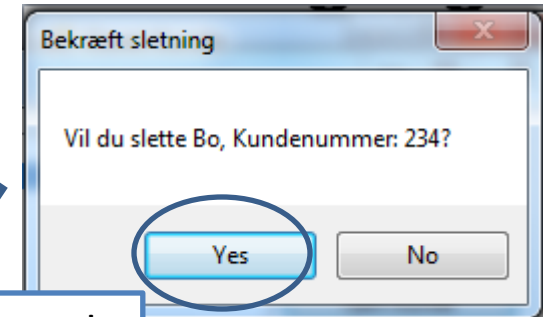 Bekræft sletning
Vil du slette Bo, Kundenummer: 234?
Yes
No